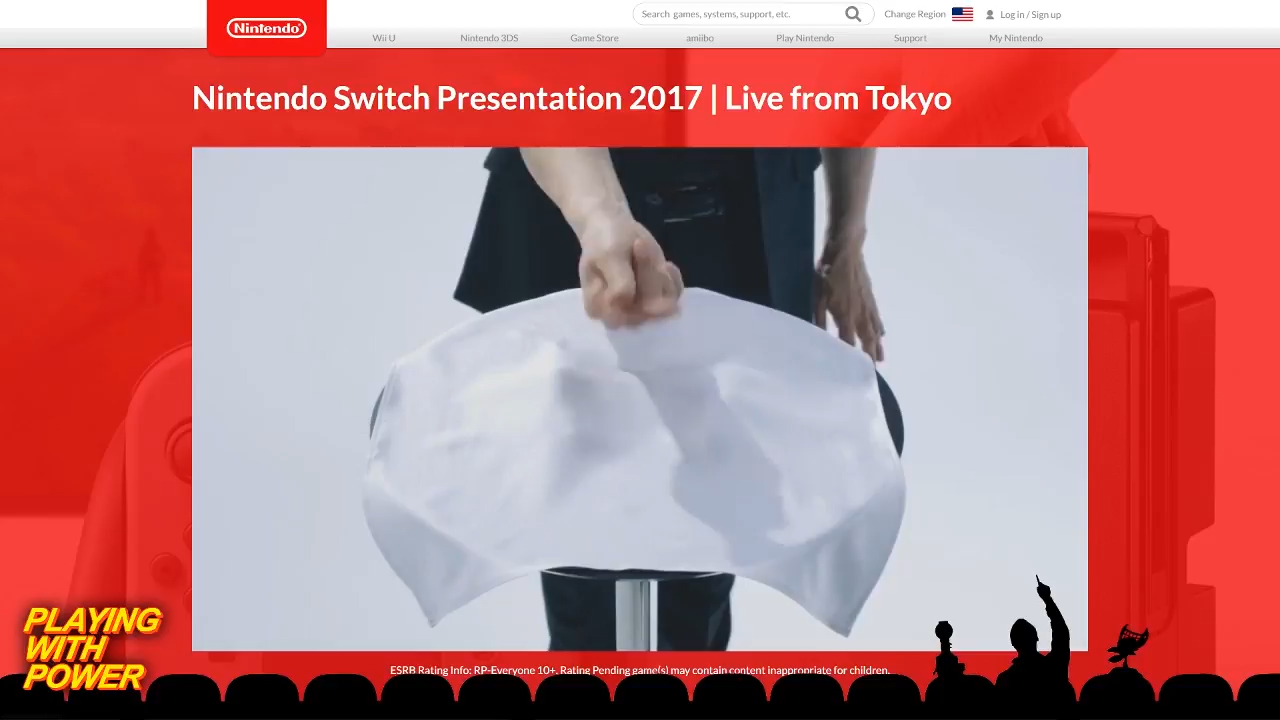 Nintendo
Search games, systems, support, etc.
Change Region
Log in / Sign up
Wii U
Nintendo 3DS
Game Store
amiibo
Play Nintendo
Support
My Nintendo
Nintendo Switch Presentation 2017 | Live from Tokyo
ESRB Rating Info: RP-Everyone 10+, Rating Pending game(s) may contain content inappropriate for children.
PLAYING
WITH
POWER